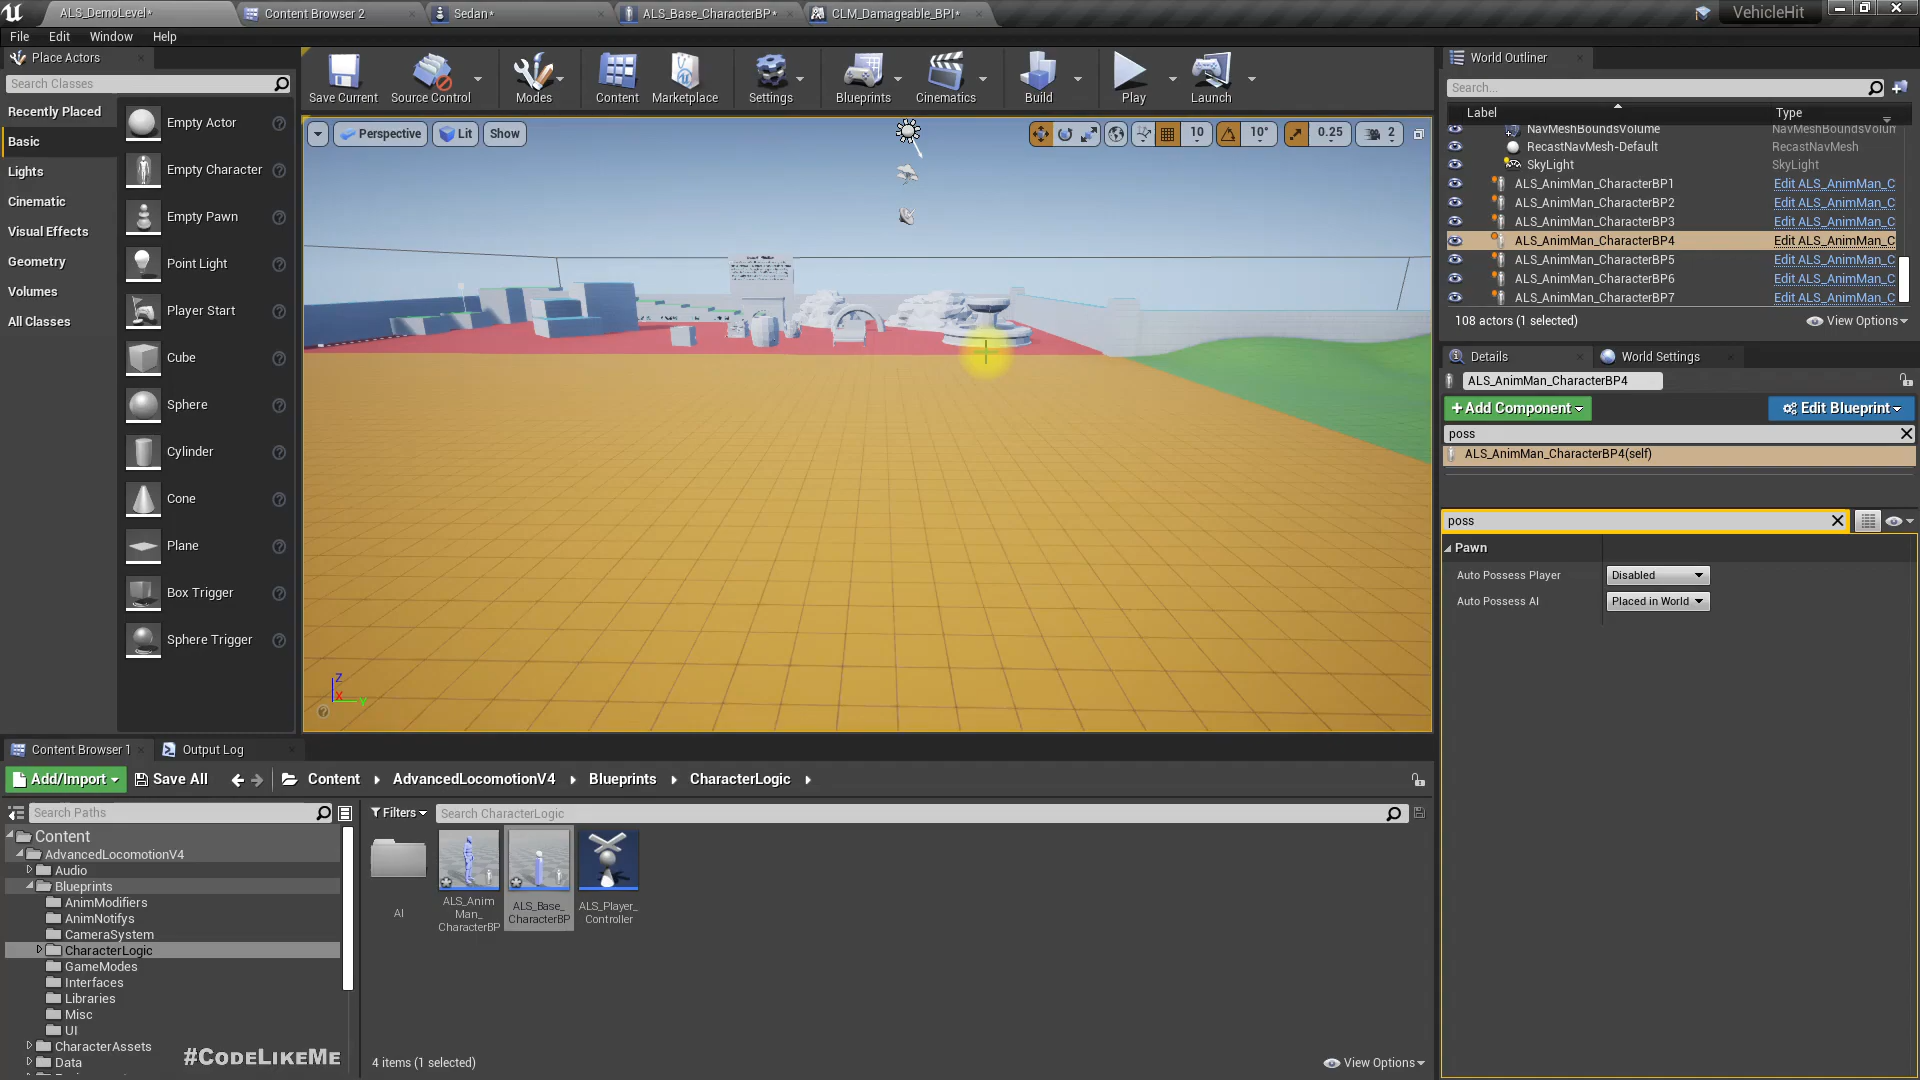 ALS_DemoLevel*
Content Browser 2
Sedan*
ALS_Base_CharacterBP*
CLM_Damageable_BPI*
VehicleHit
File
Edit
Window
Help
Place Actors
Search Classes
Recently Placed
Basic
Lights
Cinematic
Visual Effects
Geometry
Volumes
All Classes
Empty Actor
Empty Character
Empty Pawn
Point Light
Player Start
Cube
Sphere
Cylinder
Cone
Plane
Box Trigger
Sphere Trigger
Save Current
Source Control
Modes
Content
Marketplace
Settings
Blueprints
Cinematics
Build
Play
Launch
Perspective
Lit
Show
10
10°
0.25
2
Z
X
Y
World Outliner
Search...
Label
Type
NavMeshBoundsVolume
NavMeshBoundsVolum
RecastNavMesh-Default
RecastNavMesh
SkyLight
SkyLight
ALS_AnimMan_CharacterBP1
Edit ALS_AnimMan_C
ALS_AnimMan_CharacterBP2
Edit ALS_AnimMan_C
ALS_AnimMan_CharacterBP3
Edit ALS_AnimMan_C
ALS_AnimMan_CharacterBP4
Edit ALS_AnimMan_C
ALS_AnimMan_CharacterBP5
Edit ALS_AnimMan_C
ALS_AnimMan_CharacterBP6
Edit ALS_AnimMan_C
ALS_AnimMan_CharacterBP7
Edit ALS_AnimMan_C
108 actors (1 selected)
View Options
Details
World Settings
ALS_AnimMan_CharacterBP4
+Add Component
Edit Blueprint
poss
ALS_AnimMan_CharacterBP4(self)
poss
Pawn
Auto Possess Player
Disabled
Auto Possess AI
Placed in World
Content Browser 1
Output Log
Add/Import
Save All
Content
AdvancedLocomotionV4
Blueprints
CharacterLogic
Search Paths
Filters
Search CharacterLogic
Content
AdvancedLocomotionV4
Audio
Blueprints
AnimModifiers
AnimNotifys
CameraSystem
CharacterLogic
GameModes
Interfaces
Libraries
Misc
UI
CharacterAssets
Data
#CodeLikeMe
AI
ALS_Anim
Man_
CharacterBP
ALS_Base_
CharacterBP
ALS_Player_
Controller
4 items (1 selected)
View Options